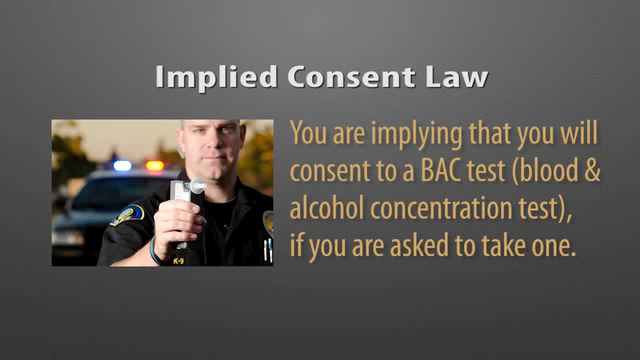 Implied Consent Law
You are implying that you will
consent to a BAC test (blood &
alcohol concentration test),
if you are asked to take one.
K-9